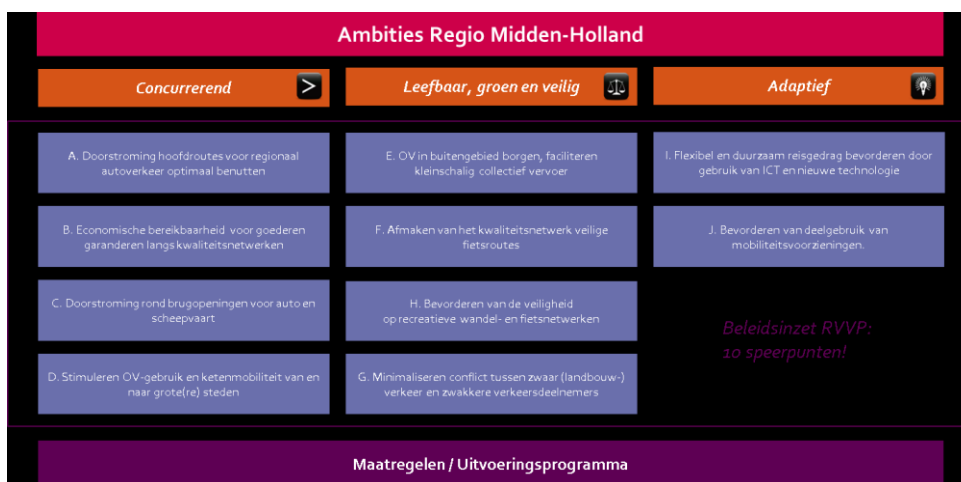 Ambities Regio Midden-Holland
Concurrerend
>
Leefbaar, groen en veilig
Adaptief
A. Doorstroming hoofdroutes voor regionaal
autoverkeer optimaal benutten
B. Economische bereikbaarheid voor goederen
garanderen langs kwaliteitsnetwerken
C. Doorstroming rond brugopeningen voor auto en
scheepvaart
D. Stimuleren OV-gebruik en ketenmobiliteit van en
naar grote(re) steden
E. OV in buitengebied borgen, faciliteren
kleinschalig collectief vervoer
F. Afmaken van het kwaliteitsnetwerk veilige
fietsroutes
H. Bevorderen van de veiligheid
op recreatieve wandel- en fietsnetwerken
G. Minimaliseren conflict tussen zwaar (landbouw-)
verkeer en zwakkere verkeersdeelnemers
I. Flexibel en duurzaam reisgedrag bevorderen door
gebruik van ICT en nieuwe technologie
J. Bevorderen van deelgebruik van
mobiliteitsvoorzieningen.
Beleidsinzet RVVP:
10 speerpunten!
Maatregelen / Uitvoeringsprogramma